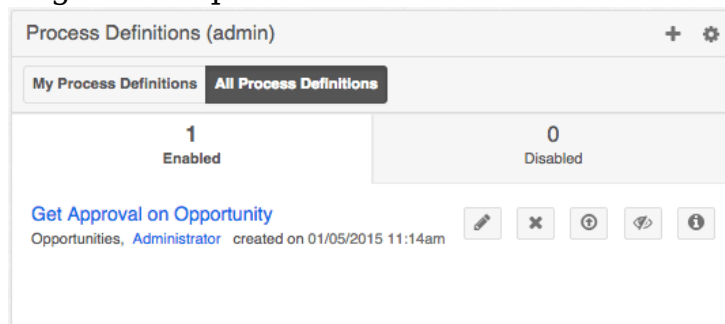 Process Definitions (admin)
My Process Definitions All Process Definitions
1 0
Enabled Disabled
Get Approval on Opportunity
Opportunities, Administrator created on 01/05/2015 11:14am